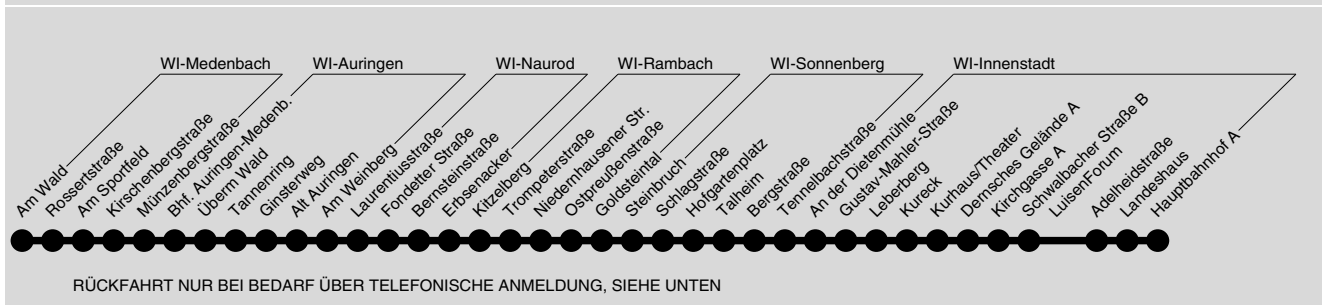 WI-Medenbach
WI-Auringen
WI-Naurod
WI-Rambach
WI-Sonnenberg
WI-Innenstadt
Am Wald
Rossertstraße
Am Sportfeld
Kirschenbergstraße
Münzenbergstraße
Bhf. Auringen-Medenb.
Überm Wald
Tannenring
Ginsterweg
Alt Auringen
Am Weinberg
Laurentiusstraße
Fondetter Straße
Bernsteinstraße
Erbsenacker
Kitzelberg
Trompeterstraße
Niedernhausener Str.
Ostpreußenstraße
Goldsteintal
Steinbruch
Schlagstraße
Hofgartenplatz
Talheim
Bergstraße
Tennelbachstraße
An der Dietenmühle
Gustav-Mahler-Straße
Leberberg
Kureck
Kurhaus/Theater
Dernsches Gelände A
Kirchgasse A
Schwalbacher Straße B
LuisenForum
Adelheidstraße
Landeshaus
Hauptbahnhof A
RÜCKFAHRT NUR BEI BEDARF ÜBER TELEFONISCHE ANMELDUNG, SIEHE UNTEN